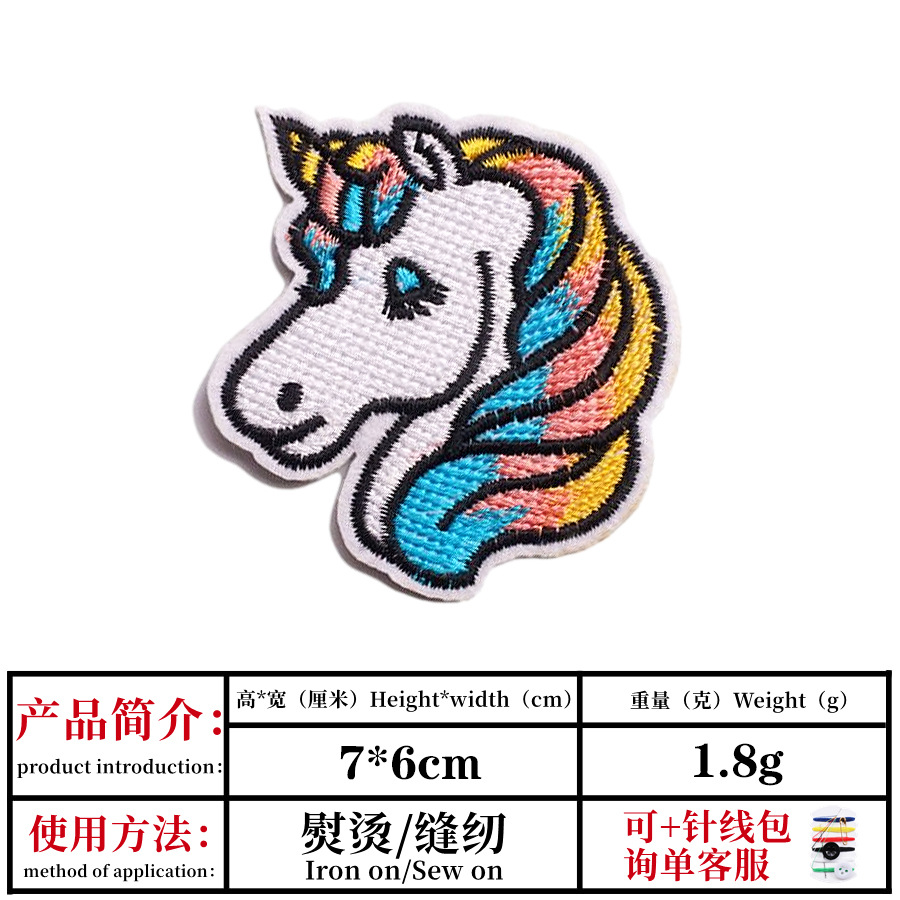 产品简介：
product introduction:
高*宽（厘米）Height*width（cm）
7*6cm
重量（克）Weight（g）
1.8g
使用方法：
method of application:
熨烫/缝纫
Iron on/Sew on
可+针线包
询单客服